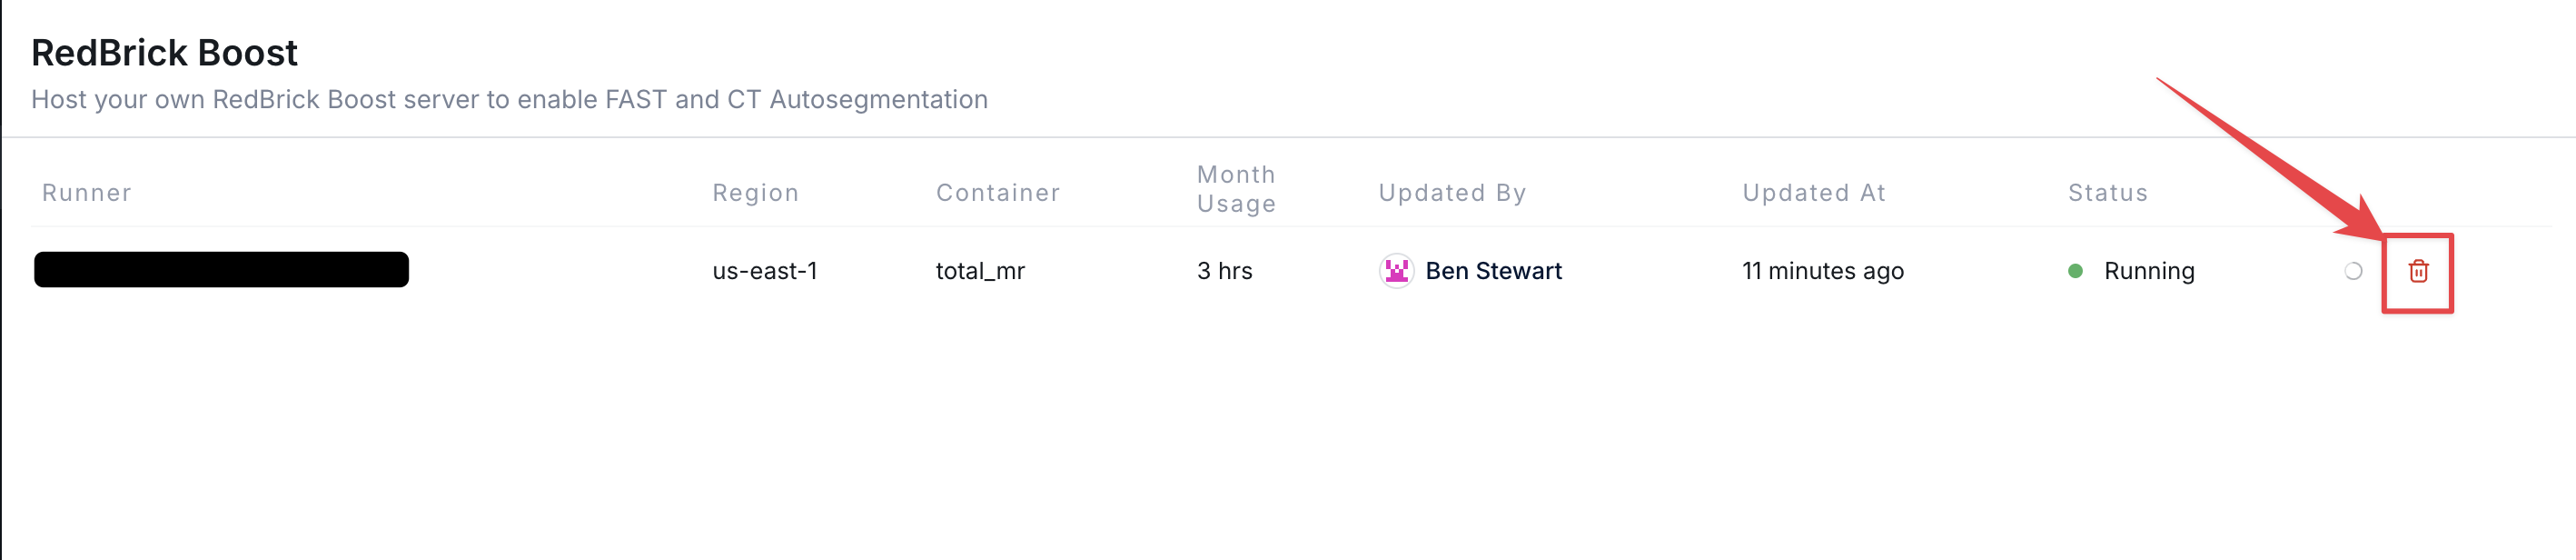 RedBrick Boost
Host your own RedBrick Boost server to enable FAST and CT Autosegmentation
Runner Region Container Month Usage Updated By Updated At Status
us-east-1 total_mr 3 hrs Ben Stewart 11 minutes ago Running